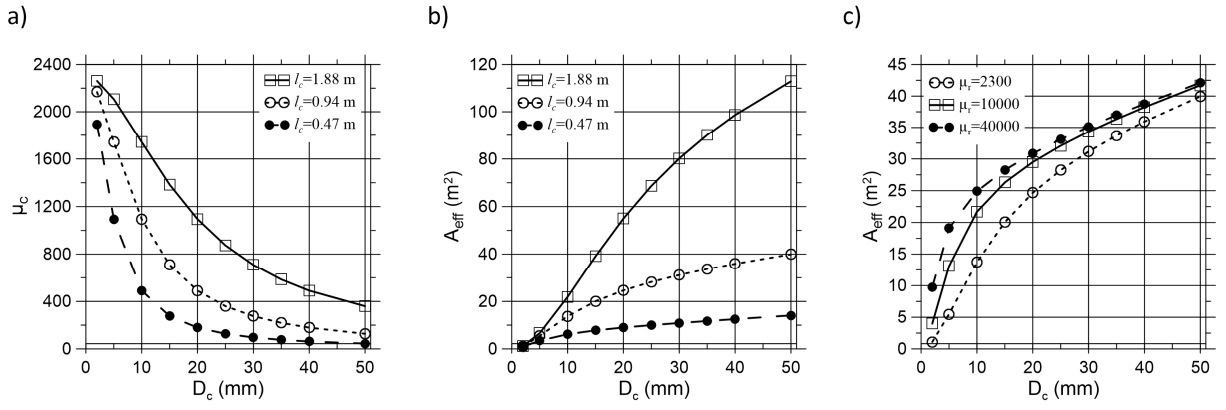 a)
2400
2000
1600
1200
800
400
0
μc
0 10 20 30 40 50
Dc (mm)
lc=1.88 m
lc=0.94 m
lc=0.47 m
b)
120
100
80
60
40
20
0
Aeff (m²)
0 10 20 30 40 50
Dc (mm)
lc=1.88 m
lc=0.94 m
lc=0.47 m
c)
45
40
35
30
25
20
15
10
5
0
Aeff (m²)
0 10 20 30 40 50
Dc (mm)
μr=2300
μr=10000
μr=40000